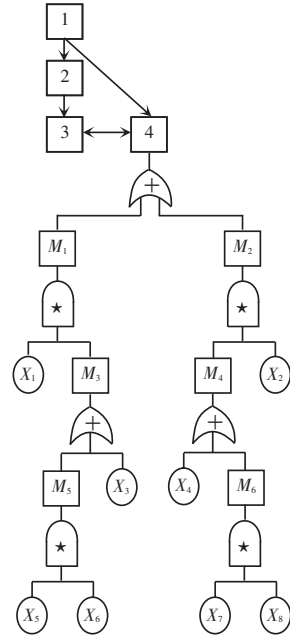 1
2
3 4
+
M₁ M₂
★ ★
X₁ M₃ M₄ X₂
+ +
M₅ X₃ X₄ M₆
★ ★
X₅ X₆ X₇ X₈